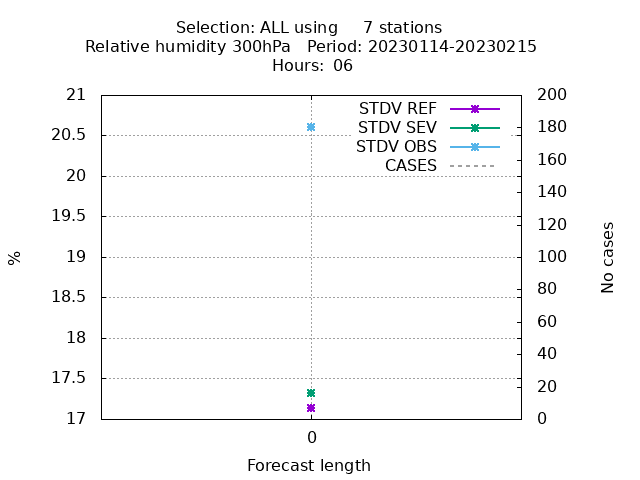 Selection: ALL using     7 stations
Relative humidity 300hPa   Period: 20230114-20230215
Hours: 06
STDV REF
STDV SEV
STDV OBS
CASES
21
20.5
20
19.5
19
18.5
18
17.5
17
%
200
180
160
140
120
100
80
60
40
20
0
No cases
0
Forecast length